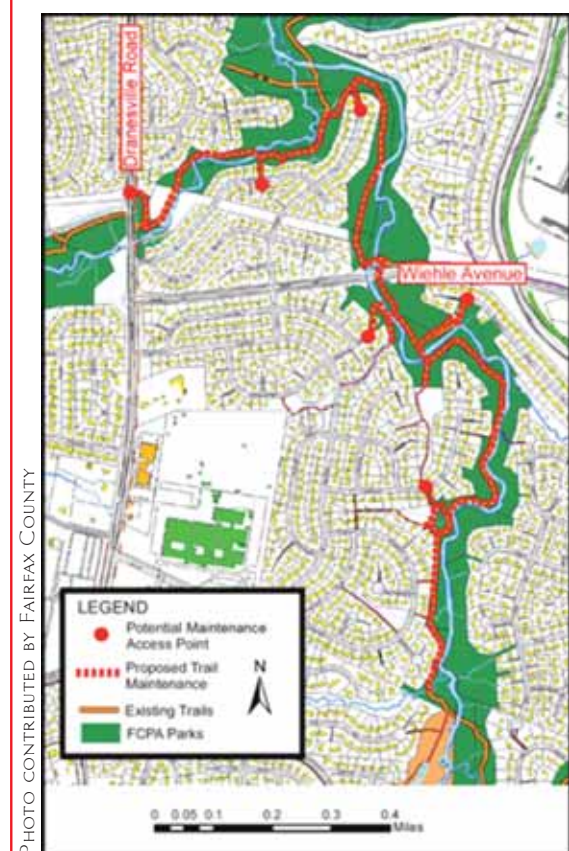 Dranesville Road
Wiehle Avenue
LEGEND
Potential Maintenance
Access Point
Proposed Trail
Maintenance
N
Existing Trails
FCPA Parks
0 0.05 0.1 0.2 0.3 0.4
Miles
PHOTO CONTRIBUTED BY FAIRFAX COUNTY